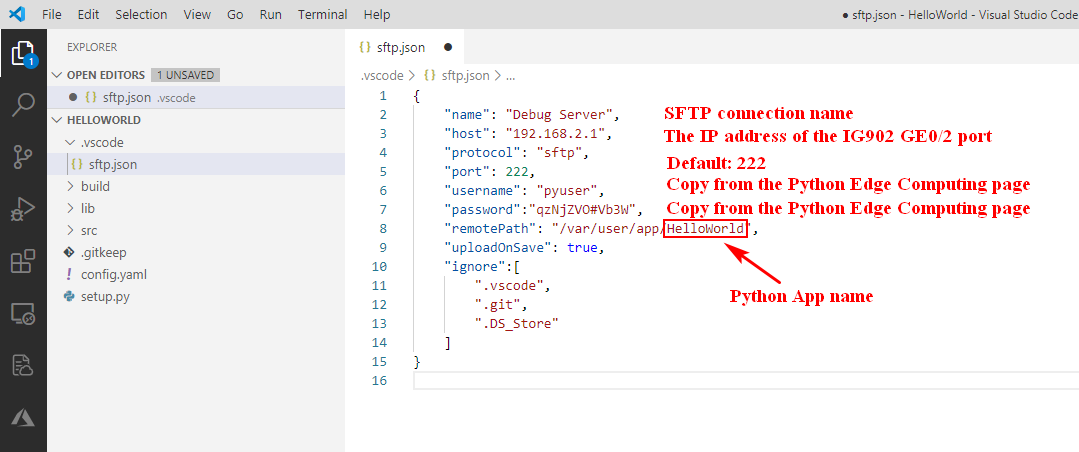 File Edit Selection View Go Run Terminal Help ● sftp.json - HelloWorld - Visual Studio Code
EXPLORER
1
OPEN EDITORS 1 UNSAVED
● {} sftp.json .vscode
HELLOWORLD
.vscode
{} sftp.json
build
lib
src
.gitkeep
! config.yaml
setup.py
{} sftp.json ●
.vscode > {} sftp.json > ...
1 {
2 "name": "Debug Server", SFTP connection name
3 "host": "192.168.2.1", The IP address of the IG902 GE0/2 port
4 "protocol": "sftp",
5 "port": 222, Default: 222
6 "username": "pyuser", Copy from the Python Edge Computing page
7 "password":"qzNjZVO#Vb3W", Copy from the Python Edge Computing page
8 "remotePath": "/var/user/app/HelloWorld",
9 "uploadOnSave": true,
10 "ignore":[
11 ".vscode",
12 ".git",
13 ".DS_Store"
14 ]
15 }
16
Python App name